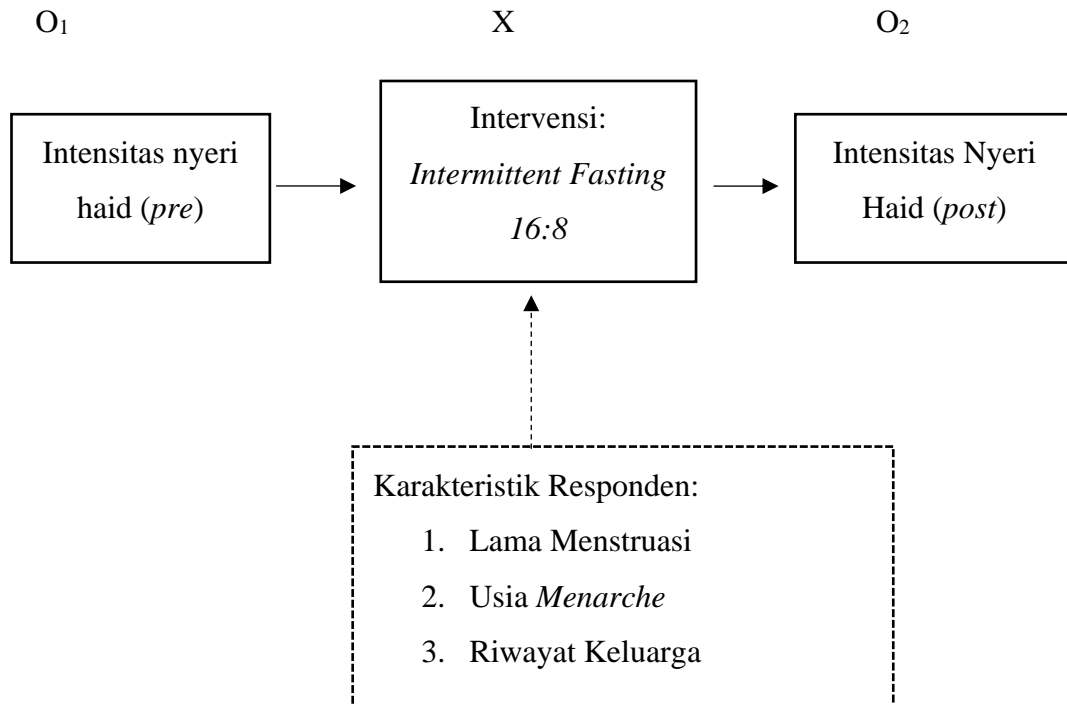 O₁ X O₂
Intensitas nyeri
haid (pre)
Intervensi:
Intermittent Fasting
16:8
Intensitas Nyeri
Haid (post)
Karakteristik Responden:
1. Lama Menstruasi
2. Usia Menarche
3. Riwayat Keluarga